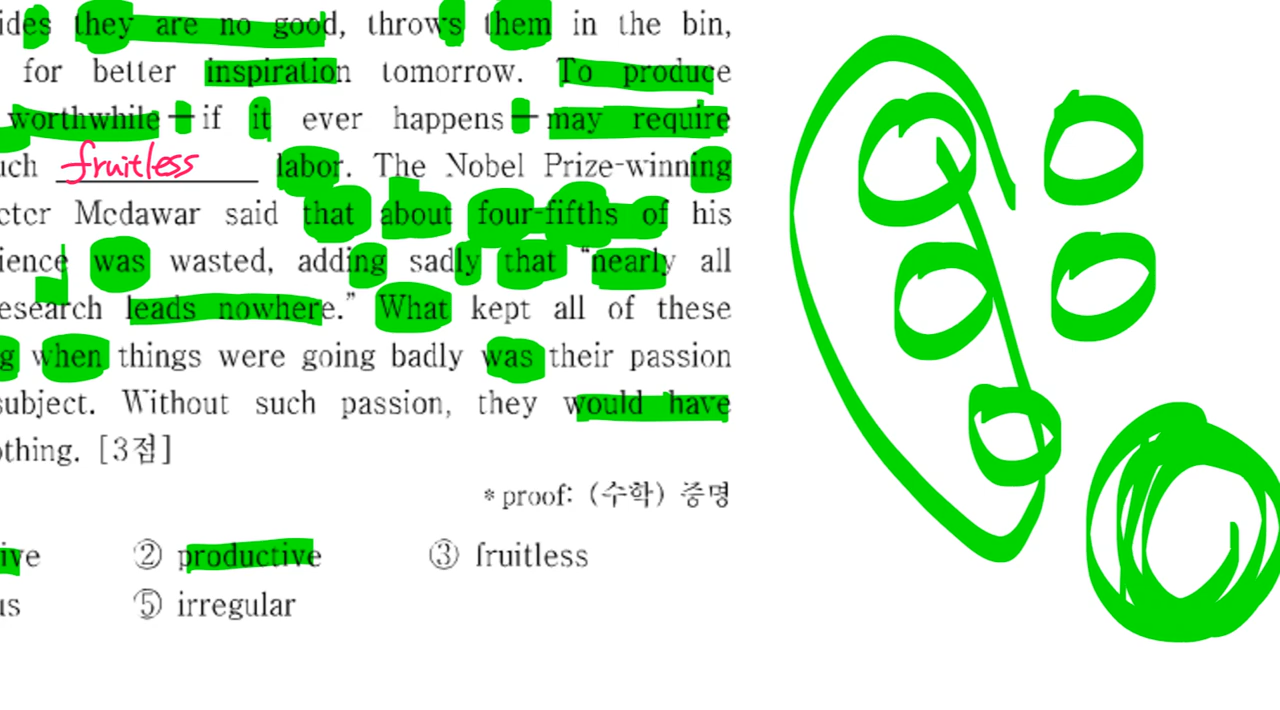 ides they are no good, throws them in the bin,
for better inspiration tomorrow. To produce
worthwhile—if it ever happens—may require
uch fruitless labor. The Nobel Prize-winning
ctor Medawar said that about four-fifths of his
ience was wasted, adding sadly that “nearly all
esearch leads nowhere.” What kept all of these
g when things were going badly was their passion
subject. Without such passion, they would have
othing. [3점]
* proof: (수학) 증명
ive ② productive ③ fruitless
us ⑤ irregular